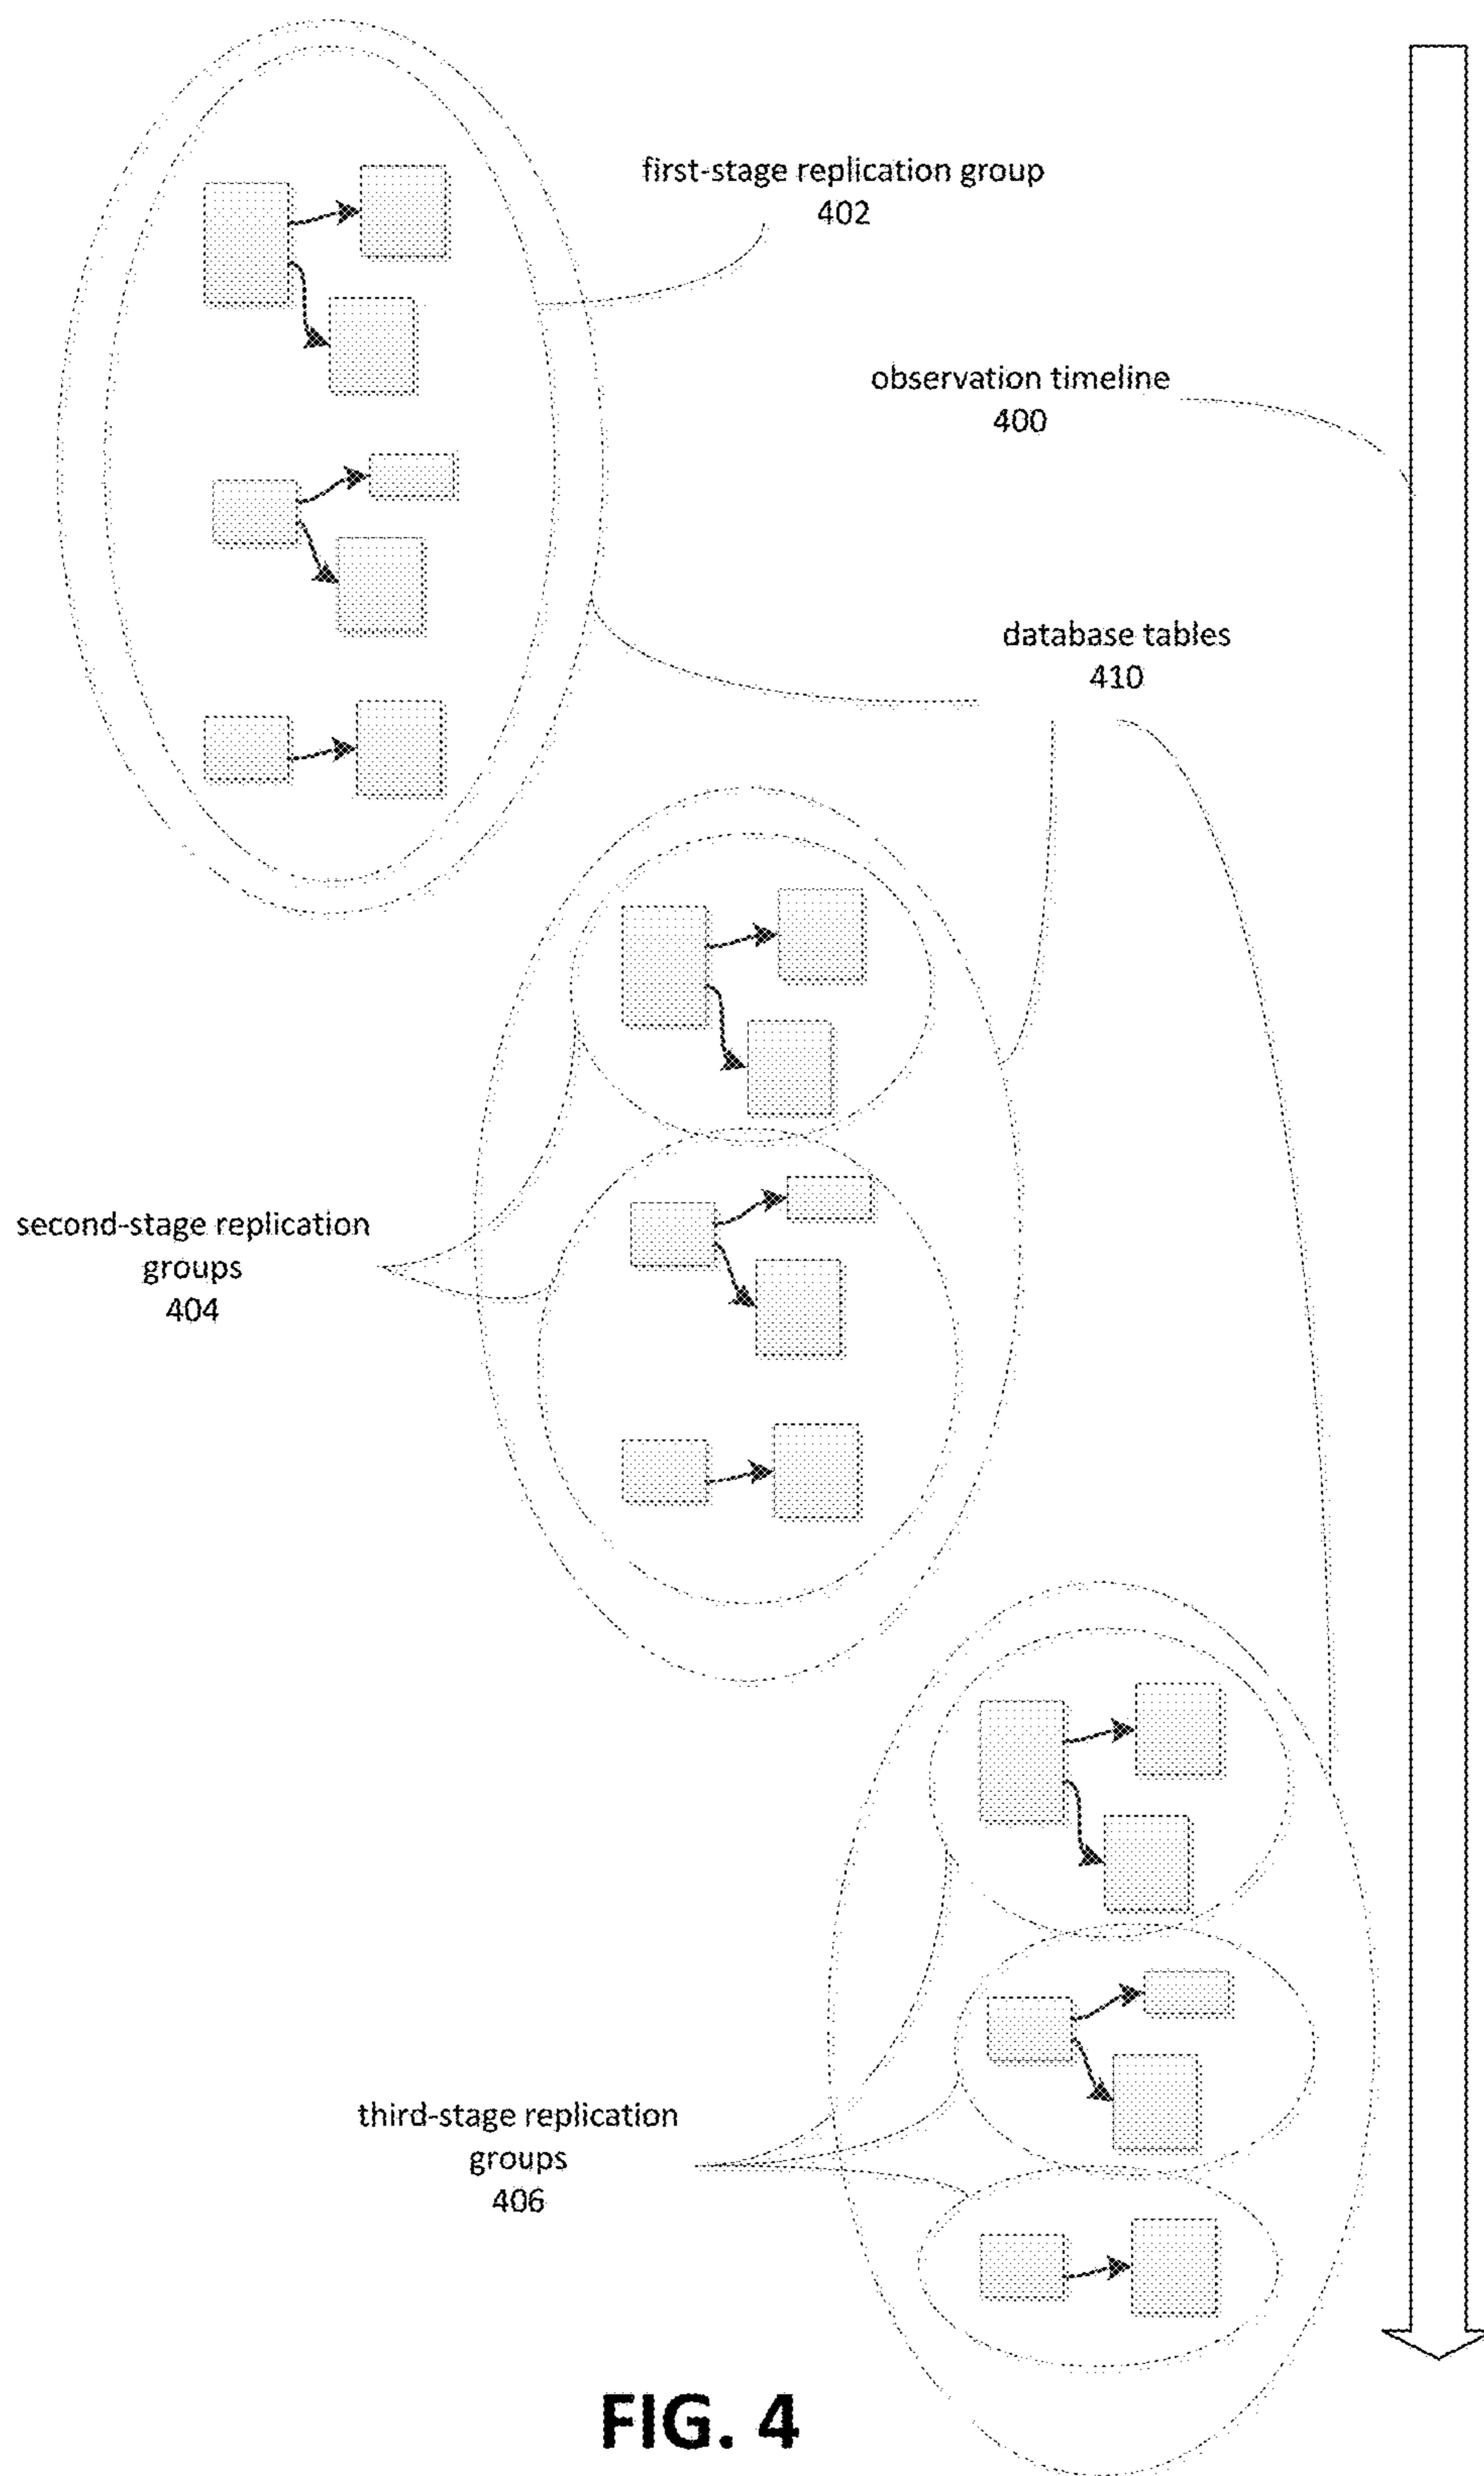 first-stage replication group
402
observation timeline
400
database tables
410
second-stage replication
groups
404
third-stage replication
groups
406
FIG. 4